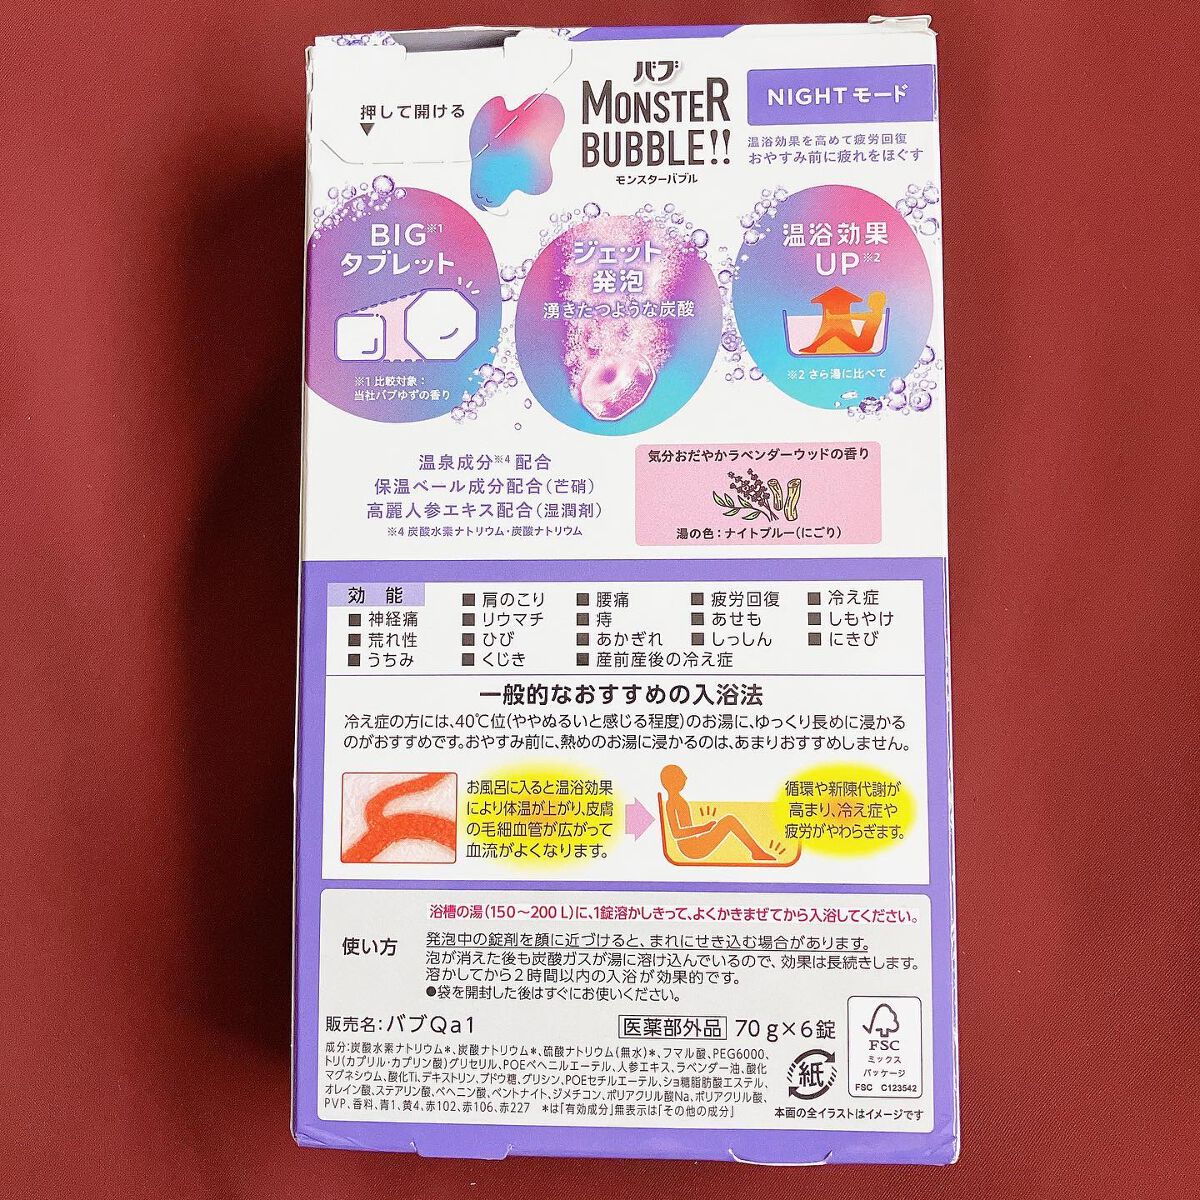 押して開ける
バブ
MONSTER
BUBBLE!!
モンスターバブル
NIGHTモード
温浴効果を高めて疲労回復
おやすみ前に疲れをほぐす
BIG※1
タブレット
※1 比較対象：
当社バブゆずの香り
ジェット
発泡
湧きたつような炭酸
温浴効果
UP※2
※2 さら湯に比べて
温泉成分※4配合
保温ベール成分配合(芒硝)
高麗人参エキス配合(湿潤剤)
※4 炭酸水素ナトリウム・炭酸ナトリウム
気分おだやかラベンダーウッドの香り
湯の色：ナイトブルー(にごり)
効能 ■肩のこり ■腰痛 ■疲労回復 ■冷え症
■神経痛 ■リウマチ ■痔 ■あせも ■しもやけ
■荒れ性 ■ひび ■あかぎれ ■しっしん ■にきび
■うちみ ■くじき ■産前産後の冷え症
一般的なおすすめの入浴法
冷え症の方には、40℃位(ややぬるいと感じる程度)のお湯に、ゆっくり長めに浸かる
のがおすすめです。おやすみ前に、熱めのお湯に浸かるのは、あまりおすすめしません。
お風呂に入ると温浴効果
により体温が上がり、皮膚
の毛細血管が広がって
血流がよくなります。
循環や新陳代謝が
高まり、冷え症や
疲労がやわらぎます。
使い方
浴槽の湯(150～200L)に、1錠溶かしきって、よくかきまぜてから入浴してください。
発泡中の錠剤を顔に近づけると、まれにせき込む場合があります。
泡が消えた後も炭酸ガスが湯に溶け込んでいるので、効果は長続きします。
溶かしてから2時間以内の入浴が効果的です。
●袋を開封した後はすぐにお使いください。
販売名：バブQa1
医薬部外品 70g×6錠
成分：炭酸水素ナトリウム*、炭酸ナトリウム*、硫酸ナトリウム(無水)*、フマル酸、PEG6000、
トリ(カプリル・カプリン酸)グリセリル、POEベヘニルエーテル、人参エキス、ラベンダー油、酸化
マグネシウム、酸化Ti、デキストリン、ブドウ糖、グリシン、POEセチルエーテル、ショ糖脂肪酸エステル、
オレイン酸、ステアリン酸、ベヘニン酸、ベントナイト、ジメチコン、ポリアクリル酸Na、ポリアクリル酸、
PVP、香料、青1、黄4、赤102、赤106、赤227 *は「有効成分」無表示は「その他の成分」
紙
FSC
ミックス
パッケージ
FSC C123542
本面の全イラストはイメージです